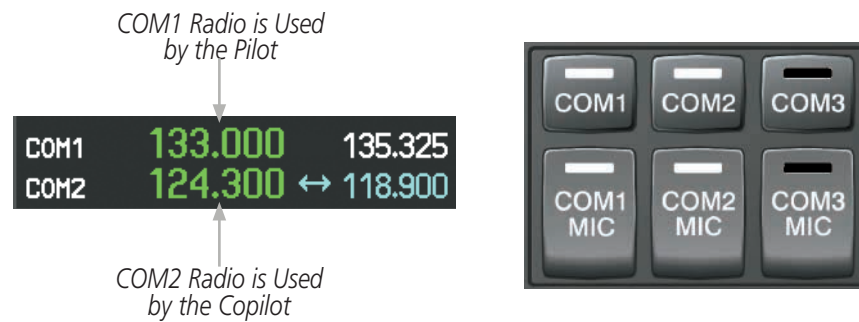 COM1 Radio is Used
by the Pilot
COM1 133.000 135.325
COM2 124.300 ↔ 118.900
COM2 Radio is Used
by the Copilot
COM1 COM2 COM3
COM1 COM2 COM3
MIC MIC MIC